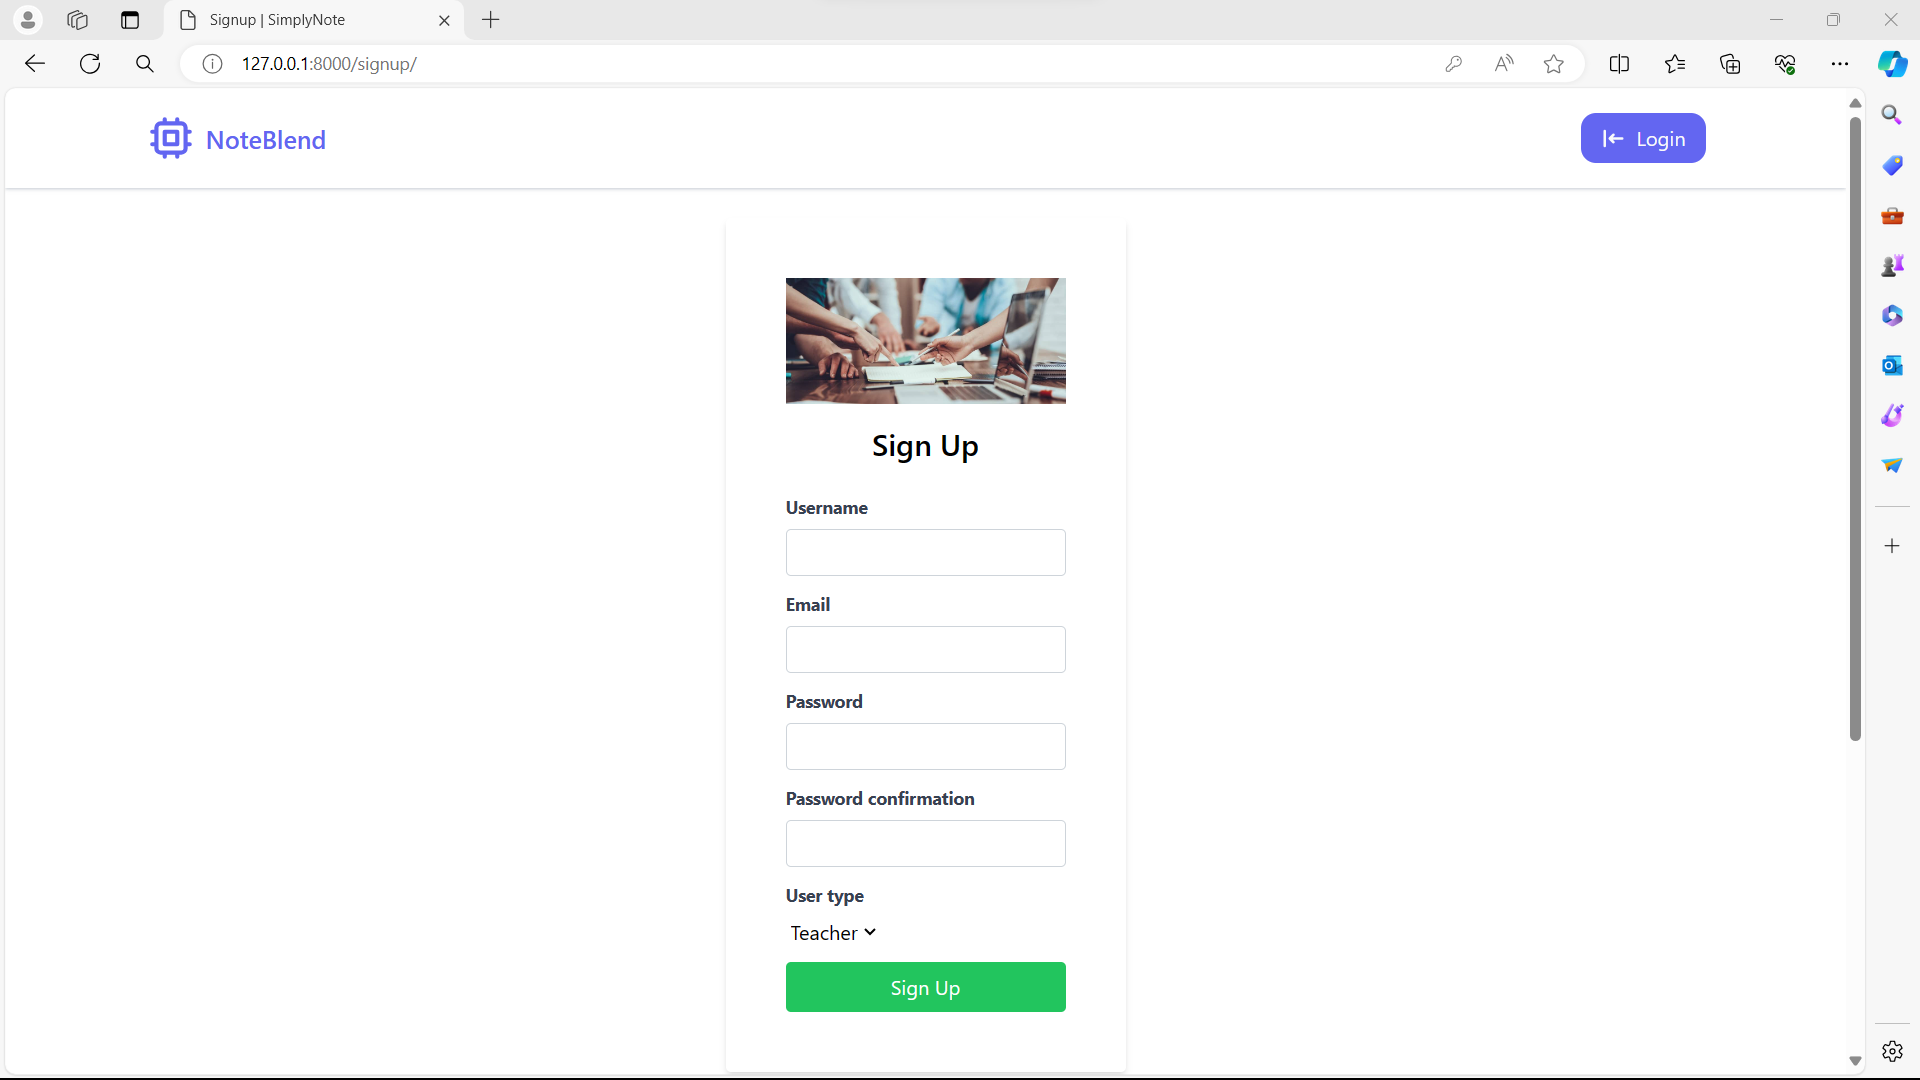 Signup | SimplyNote
127.0.0.1:8000/signup/
NoteBlend
Login
Sign Up
Username
Email
Password
Password confirmation
User type
Teacher
Sign Up